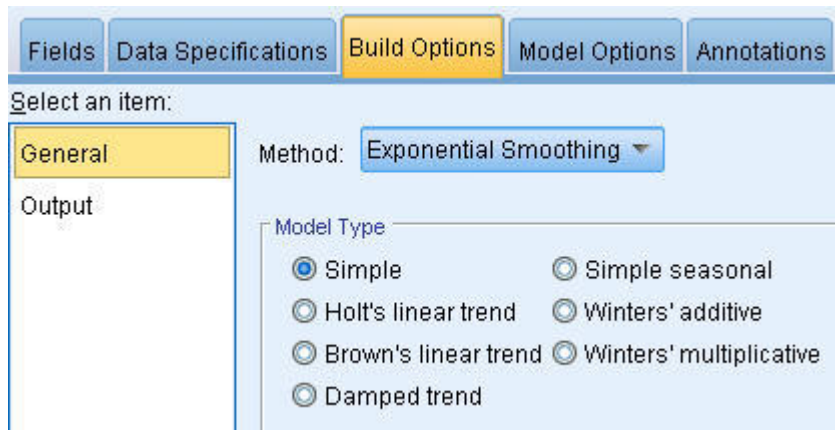 Fields Data Specifications Build Options Model Options Annotations
Select an item:
General
Output
Method: Exponential Smoothing
Model Type
Simple
Simple seasonal
Holt's linear trend
Winters' additive
Brown's linear trend
Winters' multiplicative
Damped trend